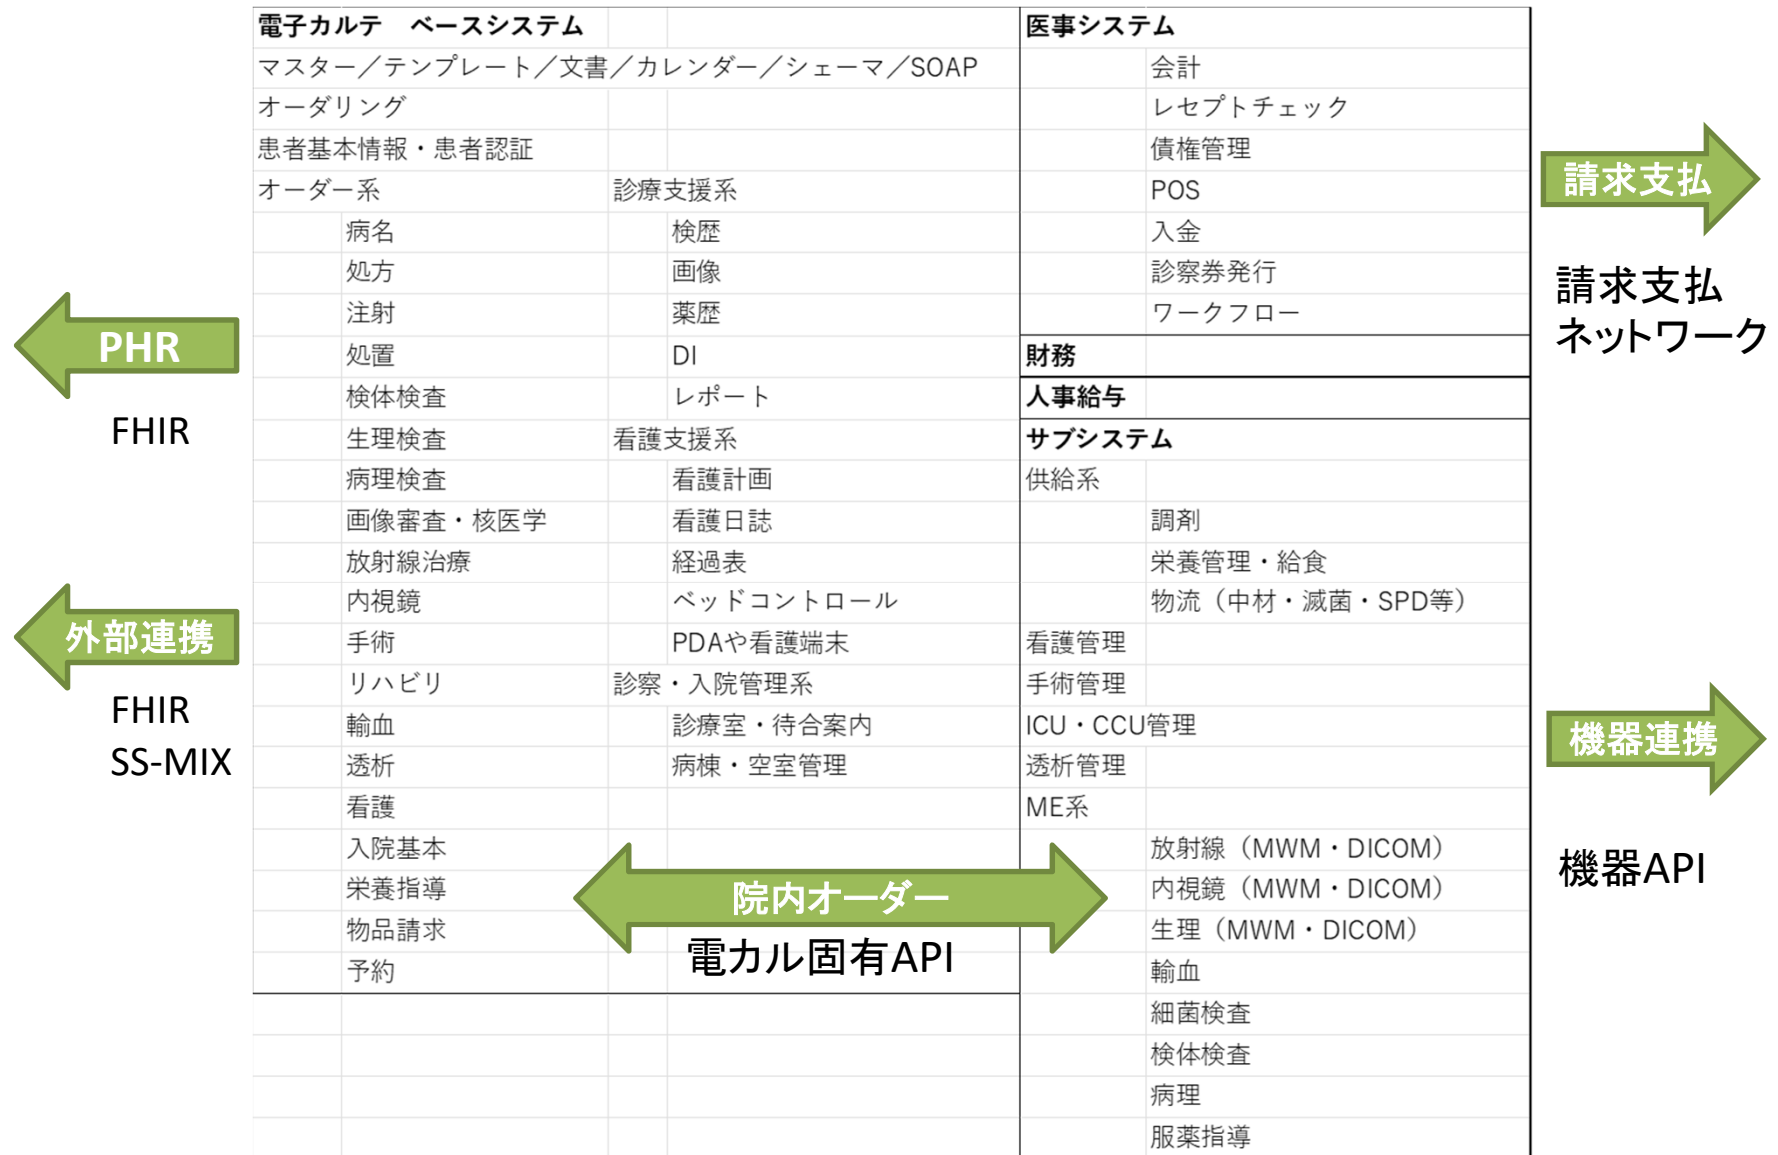 電子カルテ　ベースシステム
マスター／テンプレート／文書／カレンダー／シェーマ／SOAP
オーダリング
患者基本情報・患者認証
オーダー系
病名
処方
注射
処置
検体検査
生理検査
病理検査
画像審査・核医学
放射線治療
内視鏡
手術
リハビリ
輸血
透析
看護
入院基本
栄養指導
物品請求
予約
診療支援系
検歴
画像
薬歴
DI
レポート
看護支援系
看護計画
看護日誌
経過表
ベッドコントロール
PDAや看護端末
診察・入院管理系
診療室・待合案内
病棟・空室管理
医事システム
会計
レセプトチェック
債権管理
POS
入金
診察券発行
ワークフロー
財務
人事給与
サブシステム
供給系
調剤
栄養管理・給食
物流（中材・滅菌・SPD等）
看護管理
手術管理
ICU・CCU管理
透析管理
ME系
放射線（MWM・DICOM）
内視鏡（MWM・DICOM）
生理（MWM・DICOM）
輸血
細菌検査
検体検査
病理
服薬指導
PHR
FHIR
外部連携
FHIR
SS-MIX
院内オーダー
電カル固有API
請求支払
請求支払
ネットワーク
機器連携
機器API